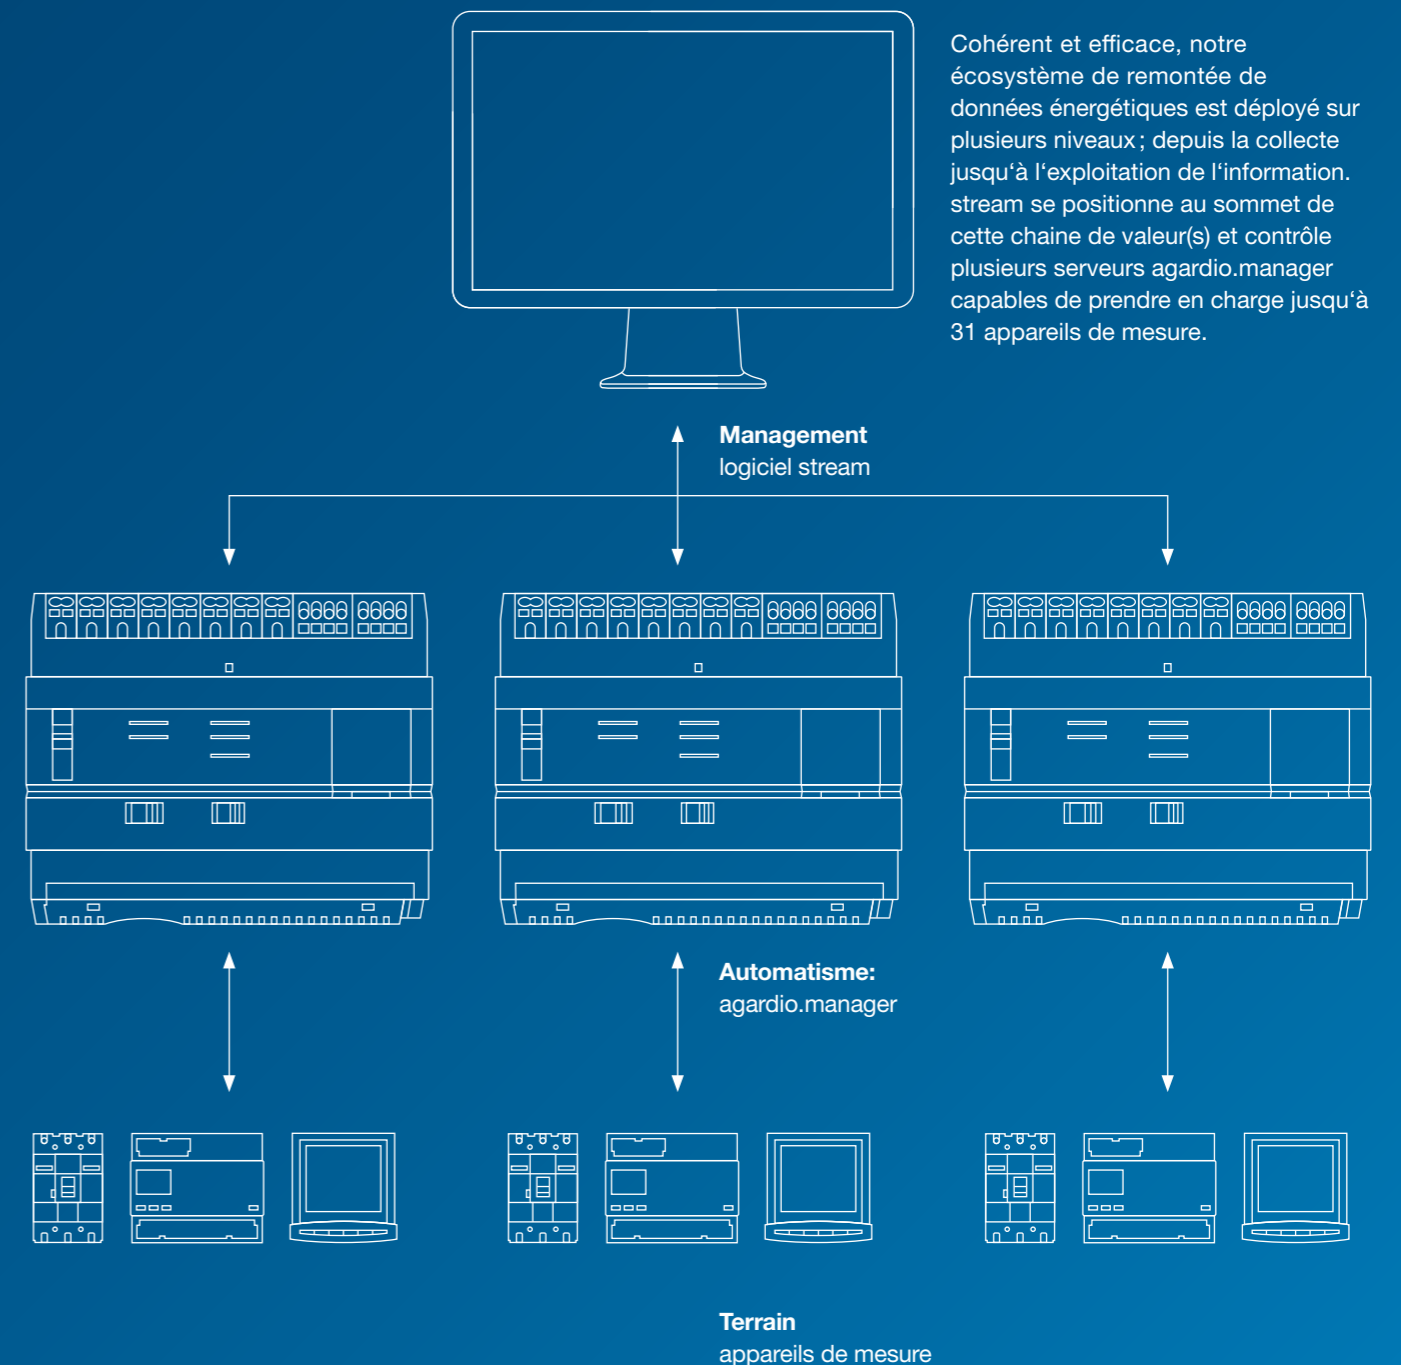 Cohérent et efficace, notre
écosystème de remontée de
données énergétiques est déployé sur
plusieurs niveaux ; depuis la collecte
jusqu‘à l‘exploitation de l‘information.
stream se positionne au sommet de
cette chaine de valeur(s) et contrôle
plusieurs serveurs agardio.manager
capables de prendre en charge jusqu‘à
31 appareils de mesure.
Management
logiciel stream
Automatisme:
agardio.manager
Terrain
appareils de mesure